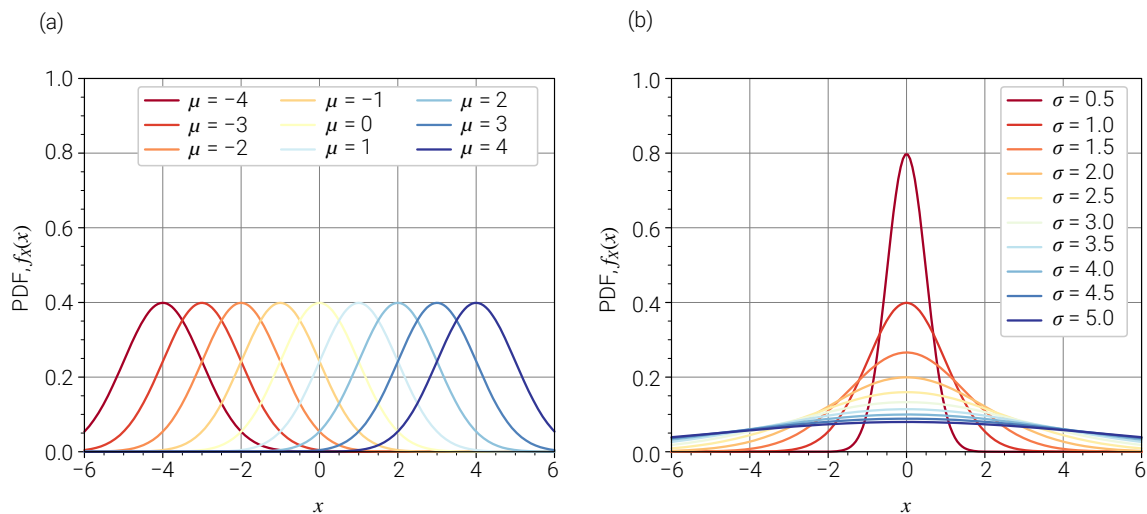 (a)
1.0
0.8
0.6
0.4
0.2
0.0
PDF, f_X(x)
μ = −4
μ = −3
μ = −2
μ = −1
μ = 0
μ = 1
μ = 2
μ = 3
μ = 4
−6 −4 −2 0 2 4 6
x
(b)
1.0
0.8
0.6
0.4
0.2
0.0
PDF, f_X(x)
σ = 0.5
σ = 1.0
σ = 1.5
σ = 2.0
σ = 2.5
σ = 3.0
σ = 3.5
σ = 4.0
σ = 4.5
σ = 5.0
−6 −4 −2 0 2 4 6
x